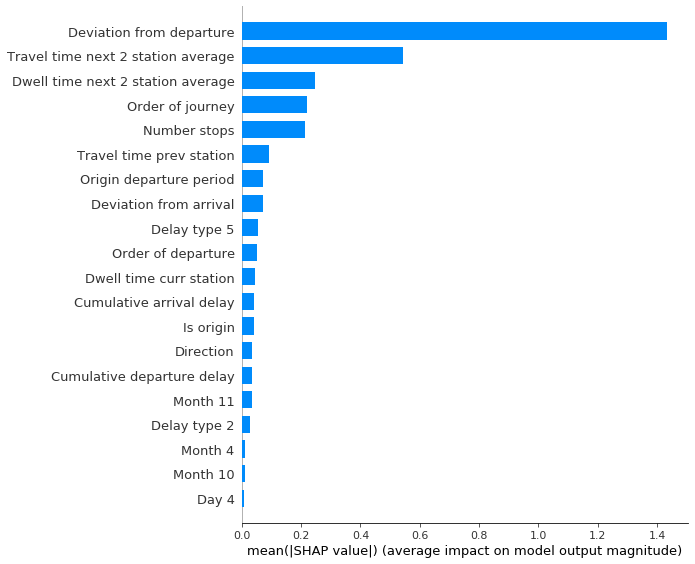 Deviation from departure
Travel time next 2 station average
Dwell time next 2 station average
Order of journey
Number stops
Travel time prev station
Origin departure period
Deviation from arrival
Delay type 5
Order of departure
Dwell time curr station
Cumulative arrival delay
Is origin
Direction
Cumulative departure delay
Month 11
Delay type 2
Month 4
Month 10
Day 4
0.0 0.2 0.4 0.6 0.8 1.0 1.2 1.4
mean(|SHAP value|) (average impact on model output magnitude)